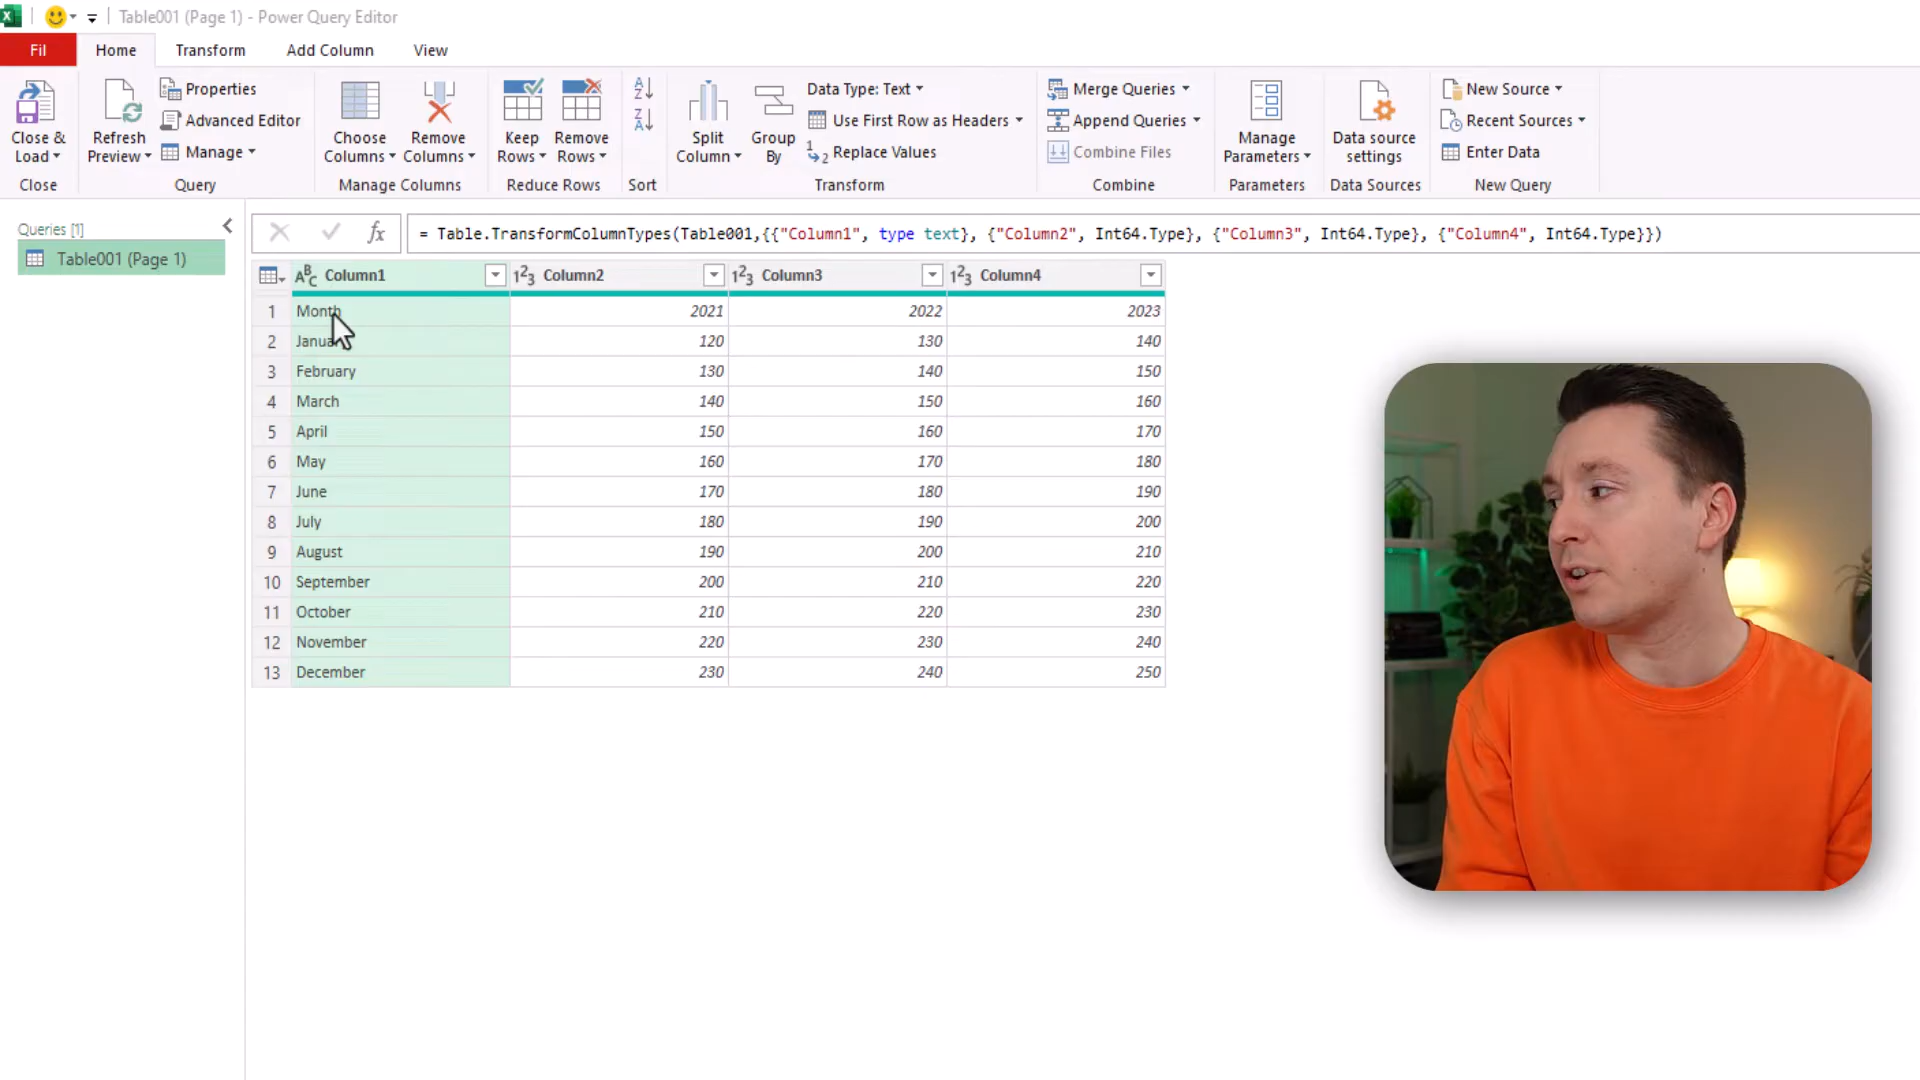 Table001 (Page 1) - Power Query Editor
Fil Home Transform Add Column View
Close & Load
Close
Refresh Preview
Properties
Advanced Editor
Manage
Query
Choose Columns
Remove Columns
Manage Columns
Keep Rows
Remove Rows
Reduce Rows
Sort
Split Column
Group By
Data Type: Text
Use First Row as Headers
Replace Values
Transform
Merge Queries
Append Queries
Combine Files
Combine
Manage Parameters
Parameters
Data source settings
Data Sources
New Source
Recent Sources
Enter Data
New Query
Queries [1]
Table001 (Page 1)
fx = Table.TransformColumnTypes(Table001,{{"Column1", type text}, {"Column2", Int64.Type}, {"Column3", Int64.Type}, {"Column4", Int64.Type}})
ABC Column1 123 Column2 123 Column3 123 Column4
1 Month 2021 2022 2023
2 January 120 130 140
3 February 130 140 150
4 March 140 150 160
5 April 150 160 170
6 May 160 170 180
7 June 170 180 190
8 July 180 190 200
9 August 190 200 210
10 September 200 210 220
11 October 210 220 230
12 November 220 230 240
13 December 230 240 250